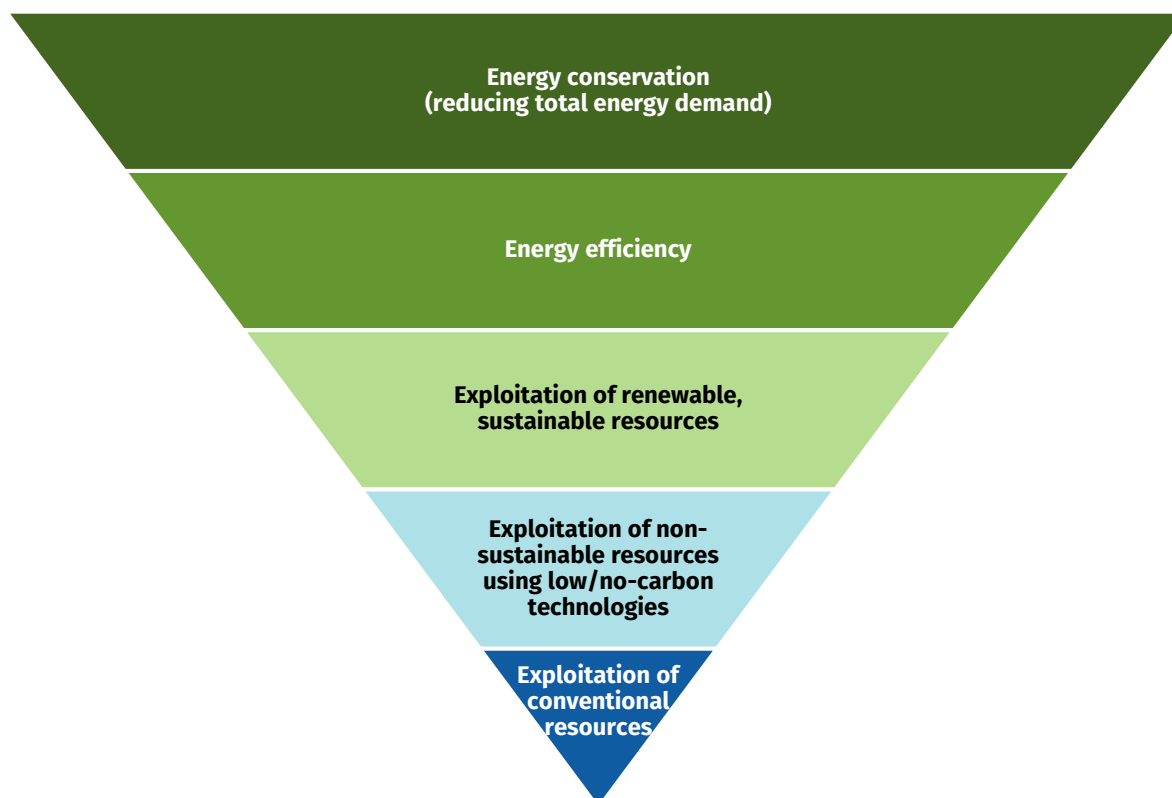 Energy conservation
(reducing total energy demand)
Energy efficiency
Exploitation of renewable,
sustainable resources
Exploitation of non-
sustainable resources
using low/no-carbon
technologies
Exploitation of
conventional
resources